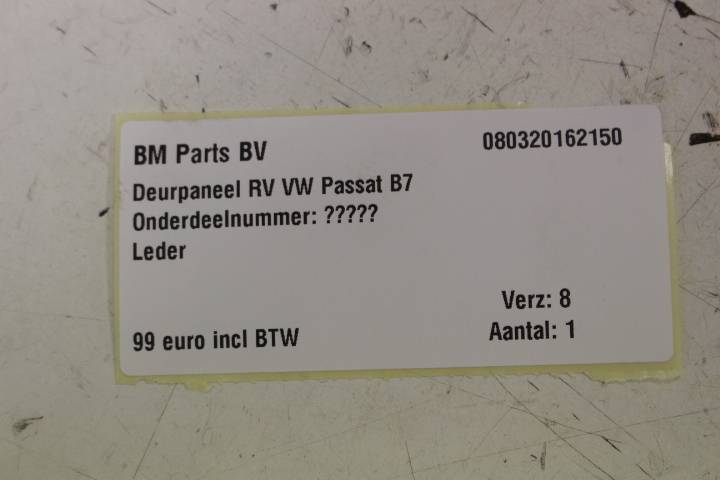 BM Parts BV 080320162150
Deurpaneel RV VW Passat B7
Onderdeelnummer: ?????
Leder
Verz: 8
99 euro incl BTW Aantal: 1